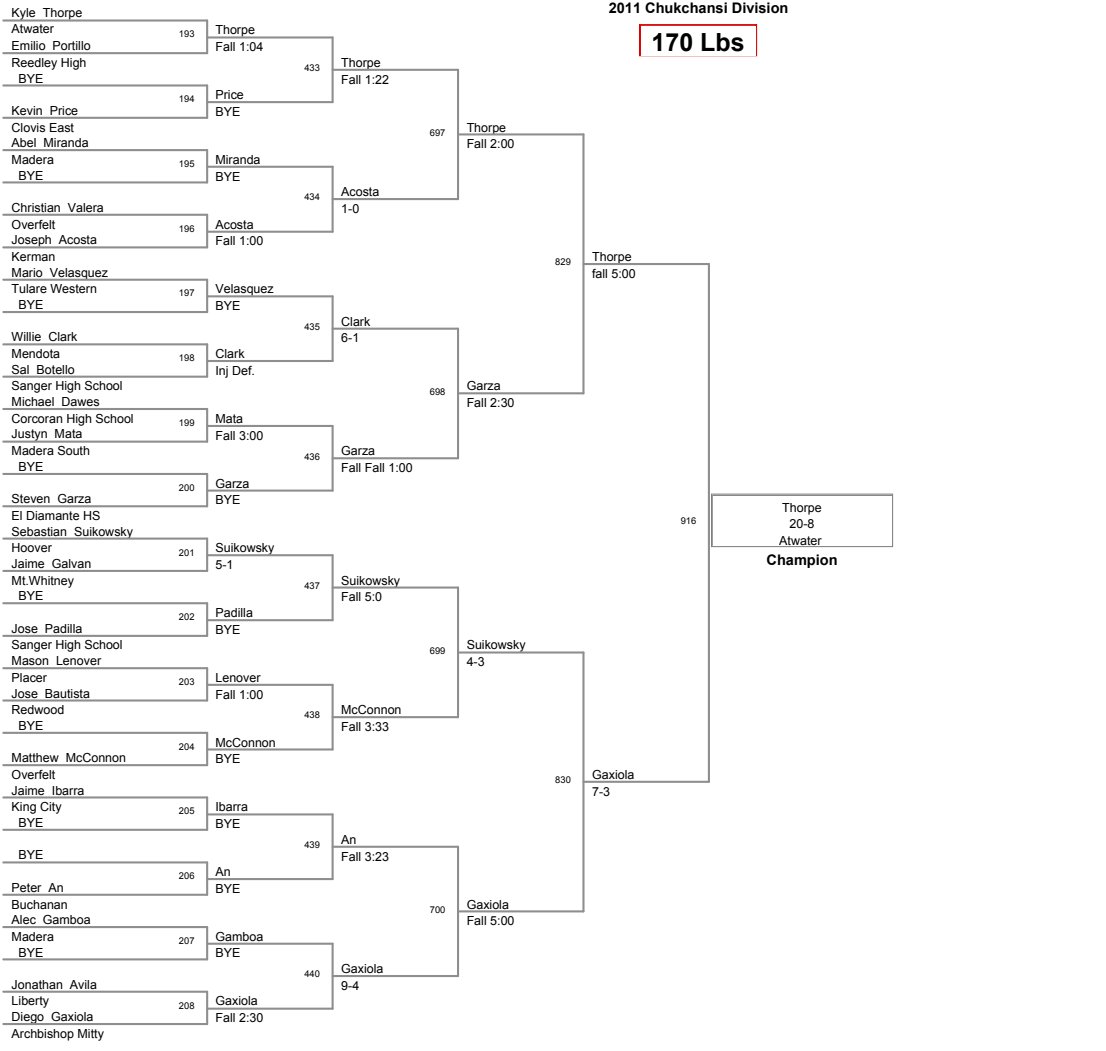 2011 Chukchansi Division
170 Lbs
Kyle Thorpe
Atwater
193
Emilio Portillo
Reedley High
BYE
194
Kevin Price
Clovis East
Abel Miranda
Madera
195
BYE
Christian Valera
Overfelt
196
Joseph Acosta
Kerman
Mario Velasquez
Tulare Western
197
BYE
Willie Clark
Mendota
198
Sal Botello
Sanger High School
Michael Dawes
Corcoran High School
199
Justyn Mata
Madera South
BYE
200
Steven Garza
El Diamante HS
Sebastian Suikowsky
Hoover
201
Jaime Galvan
Mt.Whitney
BYE
202
Jose Padilla
Sanger High School
Mason Lenover
Placer
203
Jose Bautista
Redwood
BYE
204
Matthew McConnon
Overfelt
Jaime Ibarra
King City
205
BYE
BYE
206
Peter An
Buchanan
Alec Gamboa
Madera
207
BYE
Jonathan Avila
Liberty
208
Diego Gaxiola
Archbishop Mitty
Thorpe
Fall 1:04
433
Price
BYE
Miranda
BYE
434
Acosta
Fall 1:00
Velasquez
BYE
435
Clark
Inj Def.
Mata
Fall 3:00
436
Garza
BYE
Suikowsky
5-1
437
Padilla
BYE
Lenover
Fall 1:00
438
McConnon
BYE
Ibarra
BYE
439
An
BYE
Gamboa
BYE
440
Gaxiola
Fall 2:30
Thorpe
Fall 1:22
697
Acosta
1-0
Clark
6-1
698
Garza
Fall Fall 1:00
Suikowsky
Fall 5:0
699
McConnon
Fall 3:33
An
Fall 3:23
700
Gaxiola
9-4
Thorpe
Fall 2:00
829
Garza
Fall 2:30
Suikowsky
4-3
830
Gaxiola
Fall 5:00
Thorpe
fall 5:00
916
Gaxiola
7-3
Thorpe
20-8
Atwater
Champion